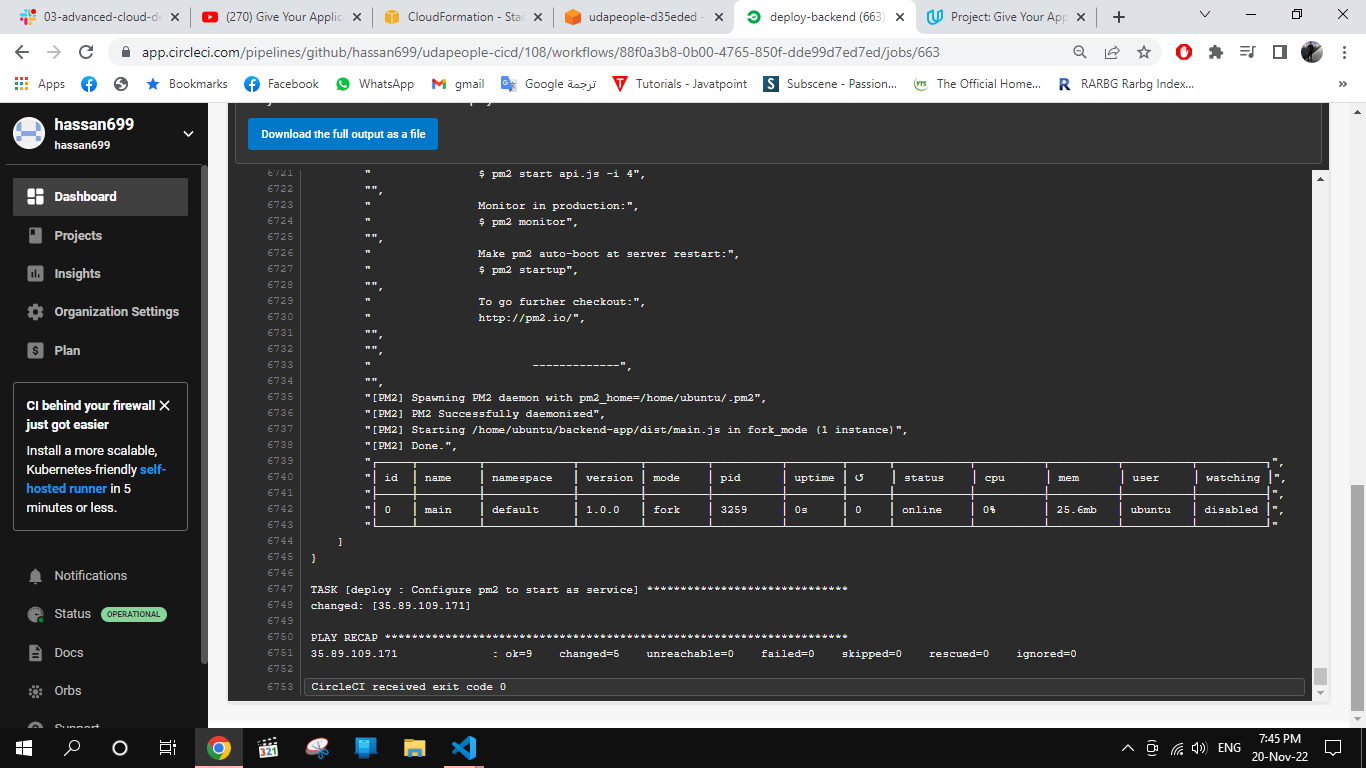 03-advanced-cloud-de
(270) Give Your Applic
CloudFormation - Stac
udapeople-d35eded -
deploy-backend (663)
Project: Give Your App
app.circleci.com/pipelines/github/hassan699/udapeople-cicd/108/workflows/88f0a3b8-0b00-4765-850f-dde99d7ed7ed/jobs/663
Apps
Bookmarks
Facebook
WhatsApp
gmail
ترجمة Google
Tutorials - Javatpoint
Subscene - Passion...
The Official Home...
RARBG Rarbg Index...
hassan699
hassan699
Dashboard
Projects
Insights
Organization Settings
Plan
CI behind your firewall
just got easier
Install a more scalable,
Kubernetes-friendly self-
hosted runner in 5
minutes or less.
Notifications
Status OPERATIONAL
Docs
Orbs
Support
Download the full output as a file
6721 " $ pm2 start api.js -i 4",
6722 "",
6723 " Monitor in production:",
6724 " $ pm2 monitor",
6725 "",
6726 " Make pm2 auto-boot at server restart:",
6727 " $ pm2 startup",
6728 "",
6729 " To go further checkout:",
6730 " http://pm2.io/",
6731 "",
6732 "",
6733 " -------------",
6734 "",
6735 "[PM2] Spawning PM2 daemon with pm2_home=/home/ubuntu/.pm2",
6736 "[PM2] PM2 Successfully daemonized",
6737 "[PM2] Starting /home/ubuntu/backend-app/dist/main.js in fork_mode (1 instance)",
6738 "[PM2] Done.",
6739 "┌────┬─────────┬─────────────┬─────────┬─────────┬──────────┬────────┬──────┬───────────┬──────────┬──────────┬──────────┬──────────┐",
6740 "│ id │ name │ namespace │ version │ mode │ pid │ uptime │ ↺ │ status │ cpu │ mem │ user │ watching │",
6741 "├────┼─────────┼─────────────┼─────────┼─────────┼──────────┼────────┼──────┼───────────┼──────────┼──────────┼──────────┼──────────┤",
6742 "│ 0 │ main │ default │ 1.0.0 │ fork │ 3259 │ 0s │ 0 │ online │ 0% │ 25.6mb │ ubuntu │ disabled │",
6743 "└────┴─────────┴─────────────┴─────────┴─────────┴──────────┴────────┴──────┴───────────┴──────────┴──────────┴──────────┴──────────┘"
6744 ]
6745 }
6746
6747 TASK [deploy : Configure pm2 to start as service] ******************************
6748 changed: [35.89.109.171]
6749
6750 PLAY RECAP *********************************************************************
6751 35.89.109.171 : ok=9 changed=5 unreachable=0 failed=0 skipped=0 rescued=0 ignored=0
6752
6753 CircleCI received exit code 0
321
ENG
7:45 PM
20-Nov-22